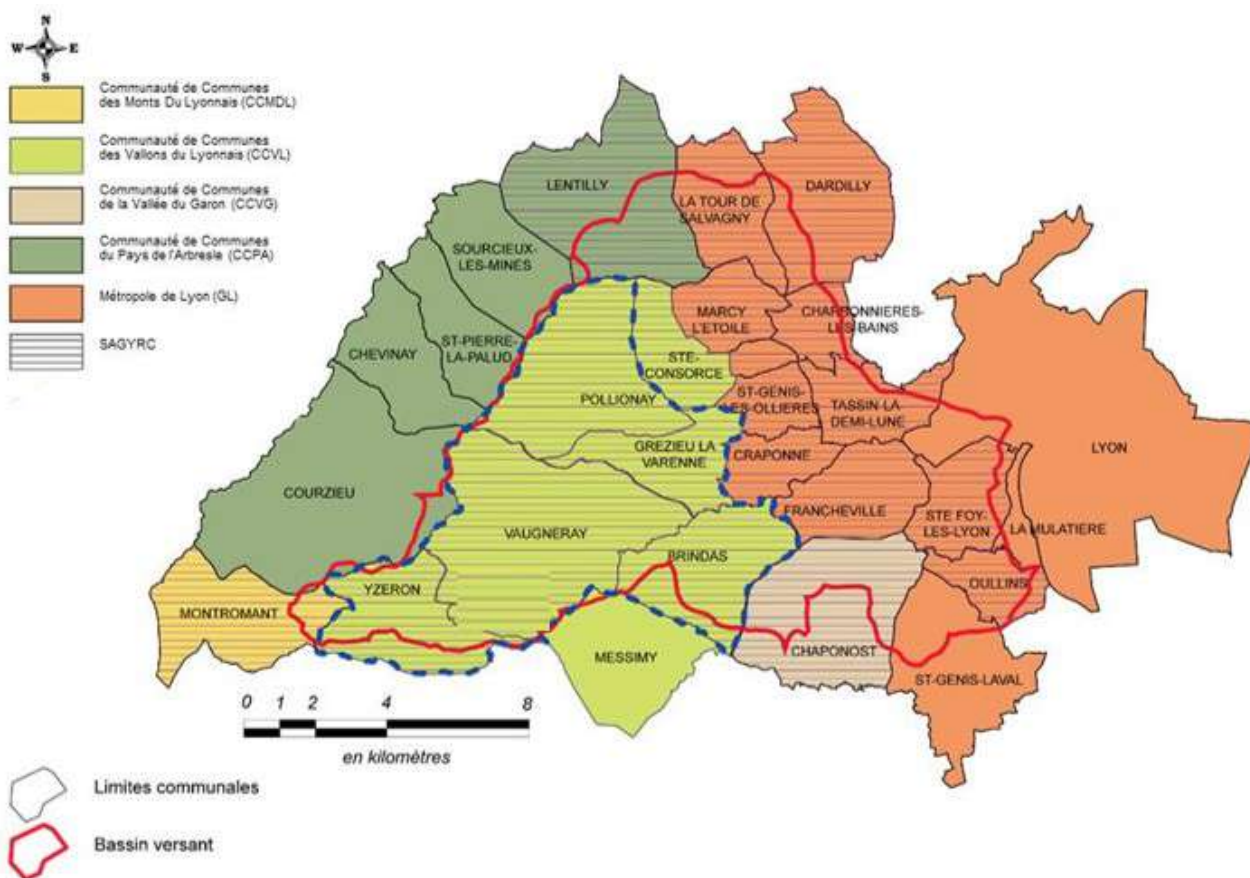 N
W E
S
Communauté de Communes
des Monts Du Lyonnais (CCMDL)
Communauté de Communes
des Vallons du Lyonnais (CCVL)
Communauté de Communes
de la Vallée du Garon (CCVG)
Communauté de Communes
du Pays de l'Arbresle (CCPA)
Métropole de Lyon (GL)
SAGYRC
LENTILLY
DARDILLY
LA TOUR DE
SALVAGNY
SOURCIEUX-
LES-MINES
MARCY
L'ETOILE
CHARBONNIERES-
LES-BAINS
CHEVINAY
ST-PIERRE-
LA-PALUD
STE-
CONSORCE
POLLIONAY
ST-GENIS-
LES-OLLIERES
TASSIN-LA
DEMI-LUNE
GREZIEU LA
VARENNE
CRAPONNE
LYON
COURZIEU
FRANCHEVILLE
STE FOY-
LES-LYON
LA MULATIERE
VAUGNERAY
BRINDAS
YZERON
OULLINS
MONTROMANT
MESSIMY
CHAPONOST
ST-GENIS-LAVAL
0 1 2 4 8
en kilomètres
Limites communales
Bassin versant